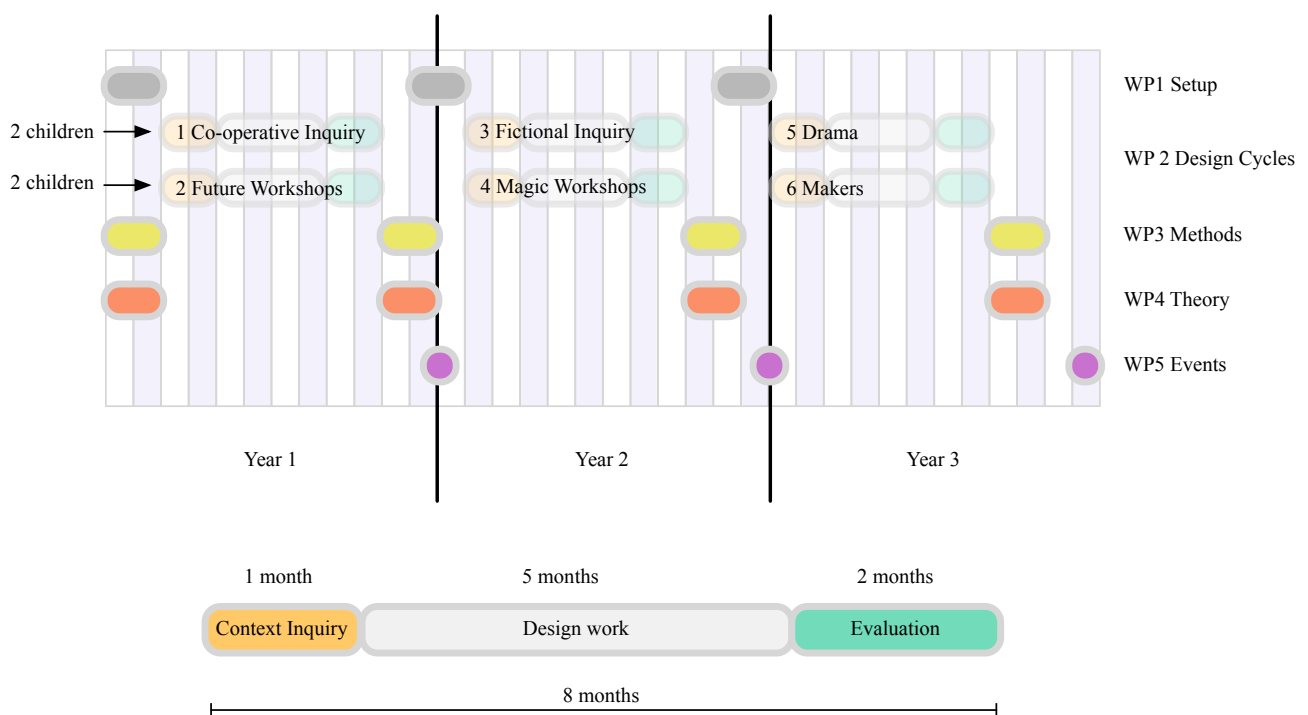 WP1 Setup
2 children
1 Co-operative Inquiry
3 Fictional Inquiry
5 Drama
WP 2 Design Cycles
2 children
2 Future Workshops
4 Magic Workshops
6 Makers
WP3 Methods
WP4 Theory
WP5 Events
Year 1
Year 2
Year 3
1 month
5 months
2 months
Context Inquiry
Design work
Evaluation
8 months